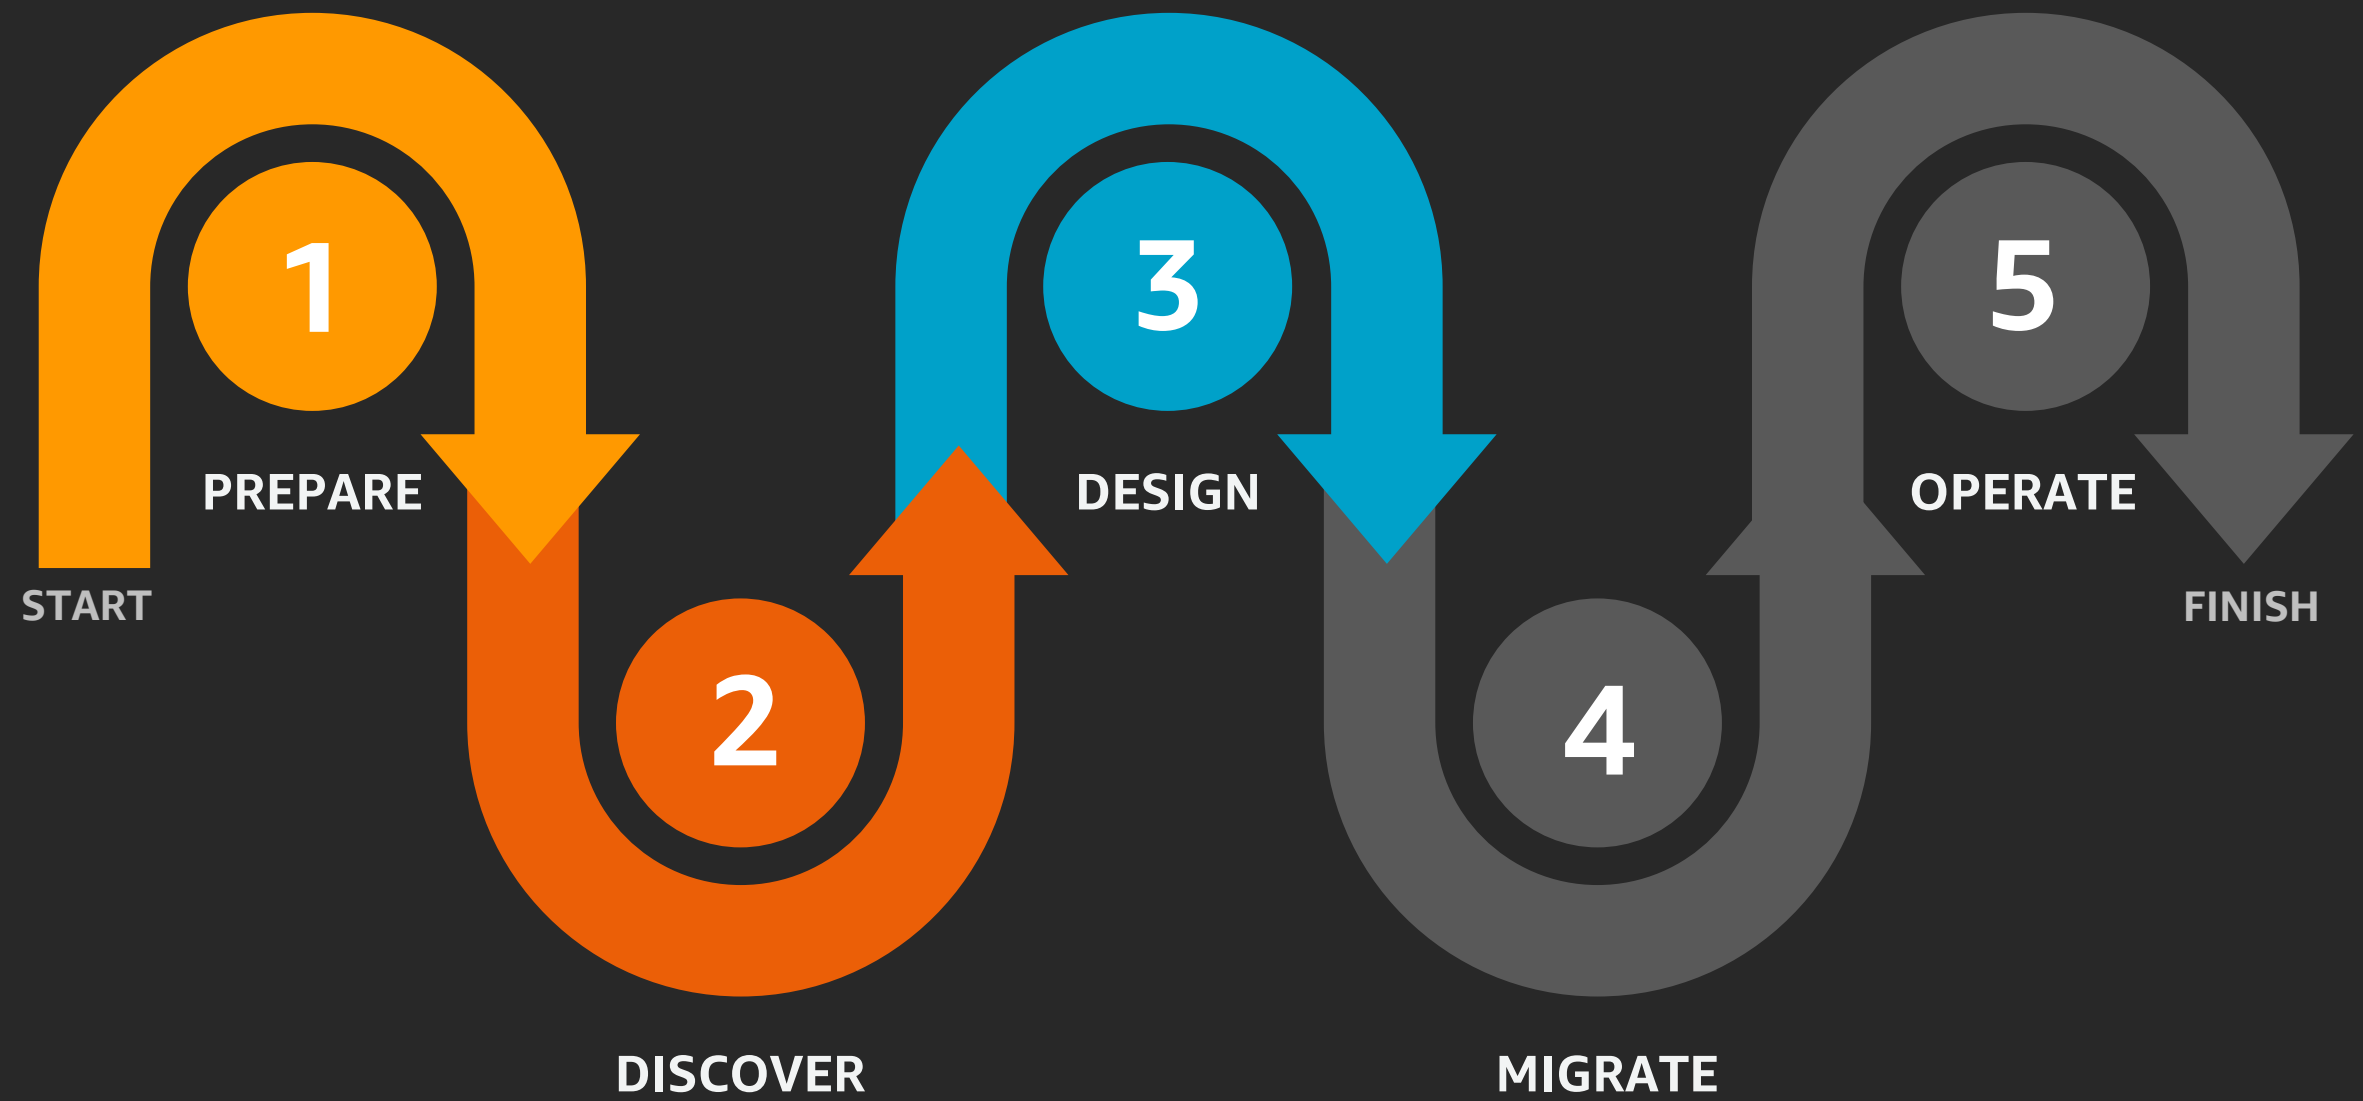 START
1
PREPARE
2
DISCOVER
3
DESIGN
4
MIGRATE
5
OPERATE
FINISH